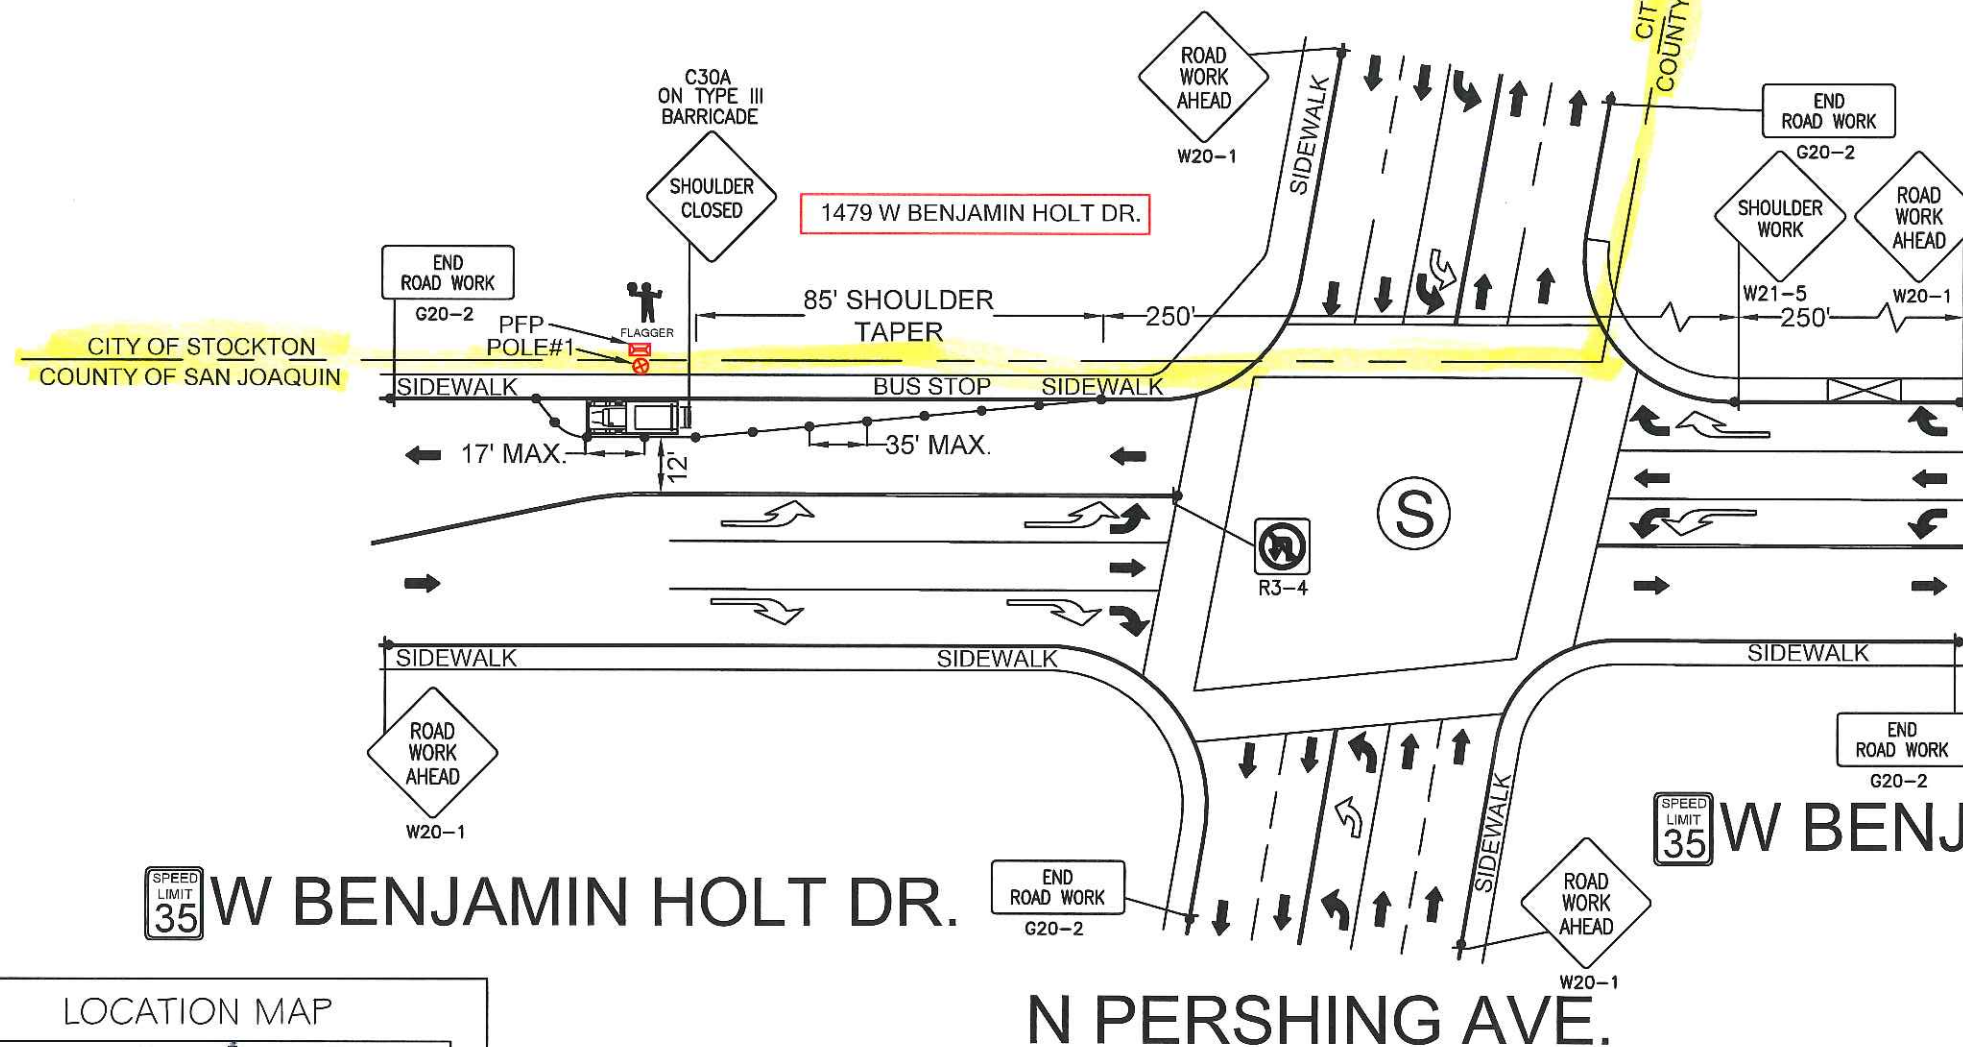 CIT
COUNTY
ROAD
WORK
AHEAD
W20-1
SIDEWALK
END
ROAD WORK
G20-2
C30A
ON TYPE III
BARRICADE
SHOULDER
CLOSED
1479 W BENJAMIN HOLT DR.
SHOULDER
WORK
W21-5
ROAD
WORK
AHEAD
W20-1
END
ROAD WORK
G20-2
FLAGGER
PFP
POLE#1
85' SHOULDER
TAPER
250'
250'
CITY OF STOCKTON
COUNTY OF SAN JOAQUIN
SIDEWALK
BUS STOP
SIDEWALK
17' MAX.
12'
35' MAX.
S
R3-4
SIDEWALK
SIDEWALK
SIDEWALK
ROAD
WORK
AHEAD
W20-1
END
ROAD WORK
G20-2
SPEED
LIMIT
35
W BENJ
SPEED
LIMIT
35
W BENJAMIN HOLT DR.
END
ROAD WORK
G20-2
SIDEWALK
ROAD
WORK
AHEAD
W20-1
N PERSHING AVE.
LOCATION MAP